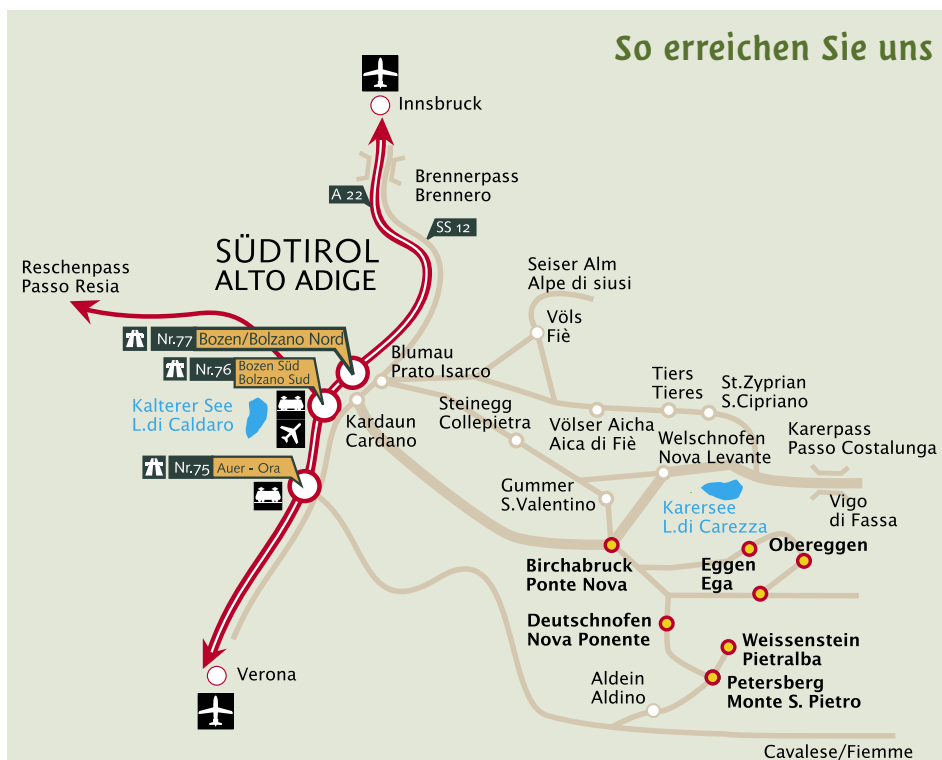 So erreichen Sie uns
Innsbruck
Brennerpass
Brennero
A 22
SS 12
SÜDTIROL
ALTO ADIGE
Reschenpass
Passo Resia
Seiser Alm
Alpe di siusi
Völs
Fiè
Nr.77 Bozen/Bolzano Nord
Nr.76 Bozen Süd
Bolzano Sud
Blumau
Prato Isarco
Kalterer See
L.di Caldaro
Kardaun
Cardano
Steinegg
Collepietra
Völser Aicha
Aica di Fiè
Tiers
Tieres
St.Zyprian
S.Cipriano
Welschnofen
Nova Levante
Karerpass
Passo Costalunga
Nr.75 Auer - Ora
Gummer
S.Valentino
Karersee
L.di Carezza
Vigo
di Fassa
Birchabruck
Ponte Nova
Eggen
Ega
Obereggen
Deutschnofen
Nova Ponente
Weissenstein
Pietralba
Verona
Aldein
Aldino
Petersberg
Monte S. Pietro
Cavalese/Fiemme